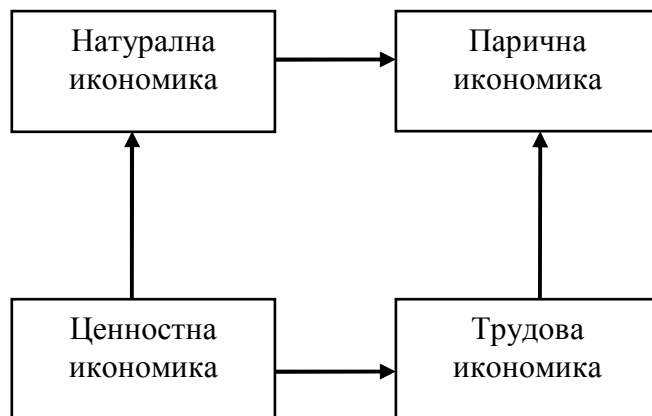 Натурална
икономика
Парична
икономика
Ценностна
икономика
Трудова
икономика